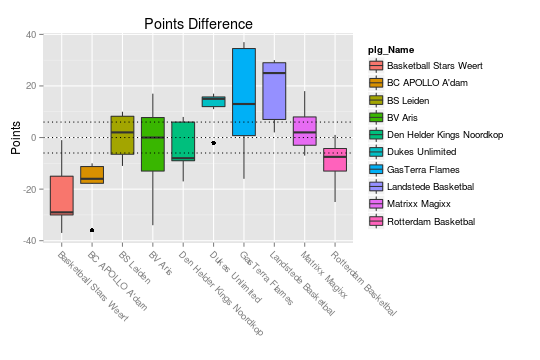 Points Difference
Points
40
20
0
-20
-40
Basketball Stars Weert
BC APOLLO A'dam
BS Leiden
BV Aris
Den Helder Kings Noordkop
Dukes Unlimited
GasTerra Flames
Landstede Basketbal
Matrixx Magixx
Rotterdam Basketbal
plg_Name
Basketball Stars Weert
BC APOLLO A'dam
BS Leiden
BV Aris
Den Helder Kings Noordkop
Dukes Unlimited
GasTerra Flames
Landstede Basketbal
Matrixx Magixx
Rotterdam Basketbal